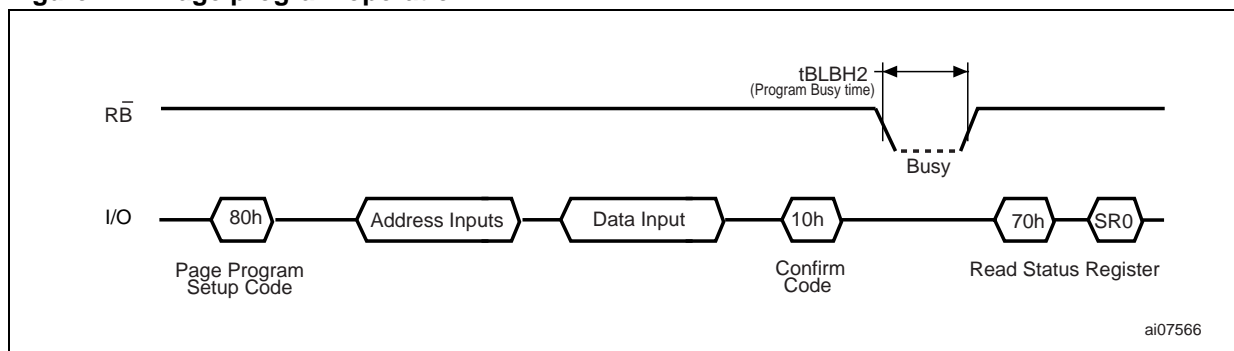 tBLBH2
(Program Busy time)
RB̅
Busy
I/O
80h
Address Inputs
Data Input
10h
70h
SR0
Page Program
Setup Code
Confirm
Code
Read Status Register
ai07566